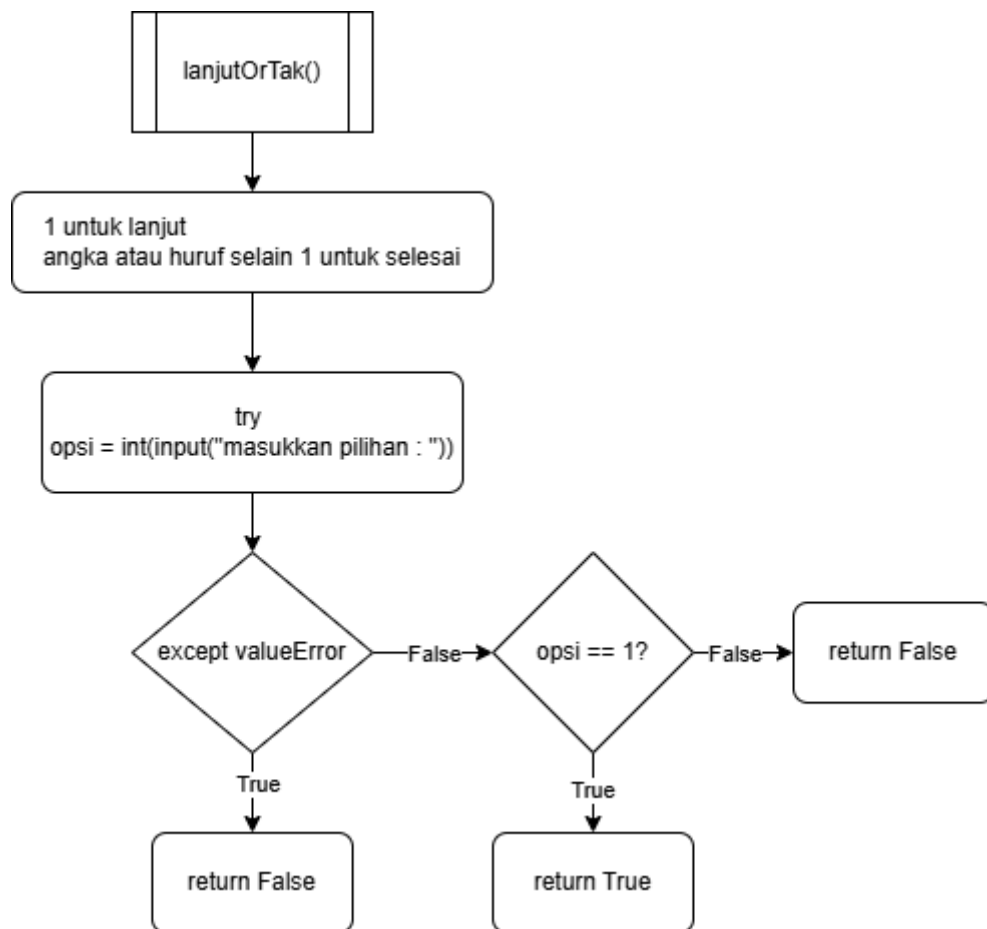 lanjutOrTak()
1 untuk lanjut
angka atau huruf selain 1 untuk selesai
try
opsi = int(input("masukkan pilihan : "))
except valueError
False
opsi == 1?
False
return False
True
True
return False
return True